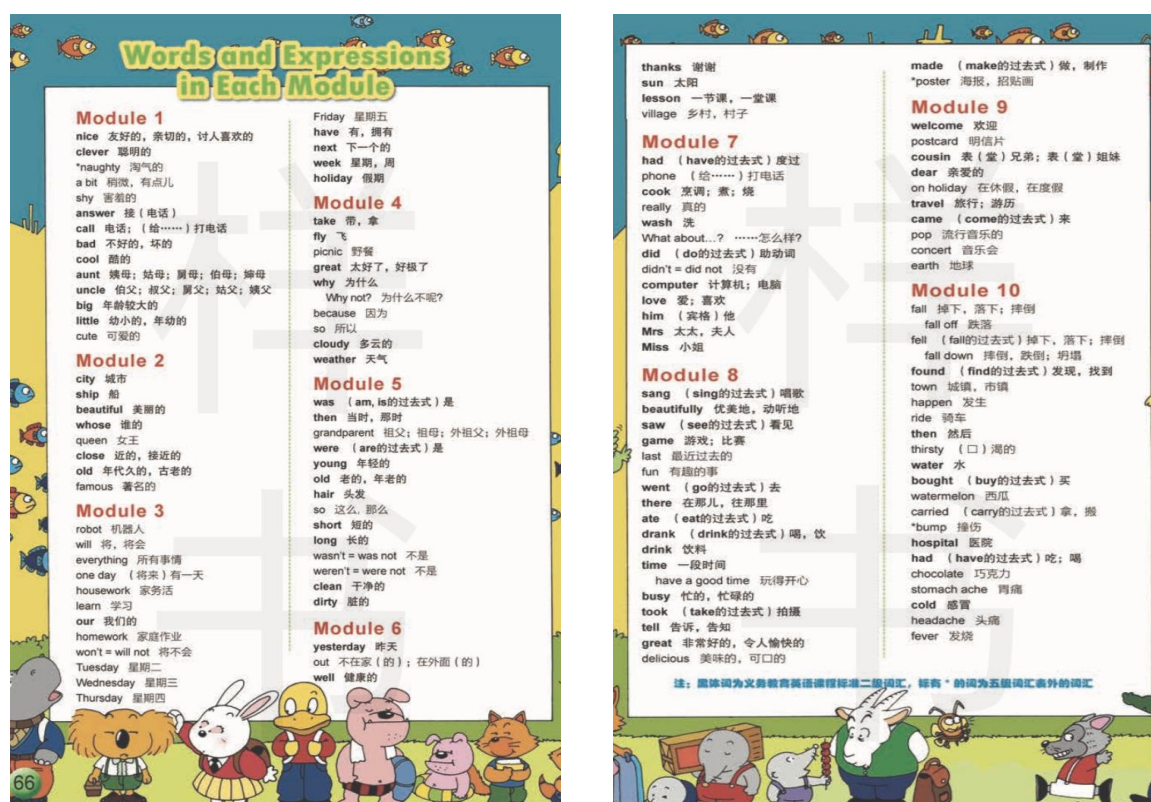 Words and Expressions
in Each Module
Module 1
nice 友好的，亲切的，讨人喜欢的
clever 聪明的
*naughty 淘气的
a bit 稍微，有点儿
shy 害羞的
answer 接（电话）
call 电话；（给……）打电话
bad 不好的，坏的
cool 酷的
aunt 姨母；姑母；舅母；伯母；婶母
uncle 伯父；叔父；舅父；姑父；姨父
big 年龄较大的
little 幼小的，年幼的
cute 可爱的
Module 2
city 城市
ship 船
beautiful 美丽的
whose 谁的
queen 女王
close 近的，接近的
old 年代久的，古老的
famous 著名的
Module 3
robot 机器人
will 将，将会
everything 所有事情
one day （将来）有一天
housework 家务活
learn 学习
our 我们的
homework 家庭作业
won't = will not 将不会
Tuesday 星期二
Wednesday 星期三
Thursday 星期四
Friday 星期五
have 有，拥有
next 下一个的
week 星期，周
holiday 假期
Module 4
take 带，拿
fly 飞
picnic 野餐
great 太好了，好极了
why 为什么
Why not? 为什么不呢?
because 因为
so 所以
cloudy 多云的
weather 天气
Module 5
was （am, is的过去式）是
then 当时，那时
grandparent 祖父；祖母；外祖父；外祖母
were （are的过去式）是
young 年轻的
old 老的，年老的
hair 头发
so 这么，那么
short 短的
long 长的
wasn't = was not 不是
weren't = were not 不是
clean 干净的
dirty 脏的
Module 6
yesterday 昨天
out 不在家（的）；在外面（的）
well 健康的
66
thanks 谢谢
sun 太阳
lesson 一节课，一堂课
village 乡村，村子
Module 7
had （have的过去式）度过
phone （给……）打电话
cook 烹调；煮；烧
really 真的
wash 洗
What about…? ……怎么样?
did （do的过去式）助动词
didn't = did not 没有
computer 计算机；电脑
love 爱；喜欢
him （宾格）他
Mrs 太太，夫人
Miss 小姐
Module 8
sang （sing的过去式）唱歌
beautifully 优美地，动听地
saw （see的过去式）看见
game 游戏；比赛
last 最近过去的
fun 有趣的事
went （go的过去式）去
there 在那儿，往那里
ate （eat的过去式）吃
drank （drink的过去式）喝，饮
drink 饮料
time 一段时间
have a good time 玩得开心
busy 忙的，忙碌的
took （take的过去式）拍摄
tell 告诉，告知
great 非常好的，令人愉快的
delicious 美味的，可口的
made （make的过去式）做，制作
*poster 海报，招贴画
Module 9
welcome 欢迎
postcard 明信片
cousin 表（堂）兄弟；表（堂）姐妹
dear 亲爱的
on holiday 在休假，在度假
travel 旅行；游历
came （come的过去式）来
pop 流行音乐的
concert 音乐会
earth 地球
Module 10
fall 掉下，落下；摔倒
fall off 跌落
fell （fall的过去式）掉下，落下；摔倒
fall down 摔倒，跌倒；坍塌
found （find的过去式）发现，找到
town 城镇，市镇
happen 发生
ride 骑车
then 然后
thirsty （口）渴的
water 水
bought （buy的过去式）买
watermelon 西瓜
carried （carry的过去式）拿，搬
*bump 撞伤
hospital 医院
had （have的过去式）吃；喝
chocolate 巧克力
stomach ache 胃痛
cold 感冒
headache 头痛
fever 发烧
注：黑体词为义务教育英语课程标准二级词汇，标有 * 的词为五级词汇表外的词汇
样书
样书